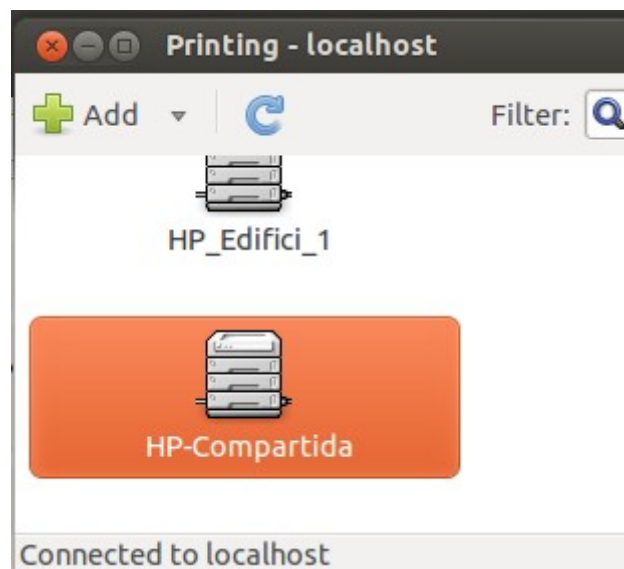 Printing - localhost
Add
Filter:
HP_Edifici_1
HP-Compartida
Connected to localhost